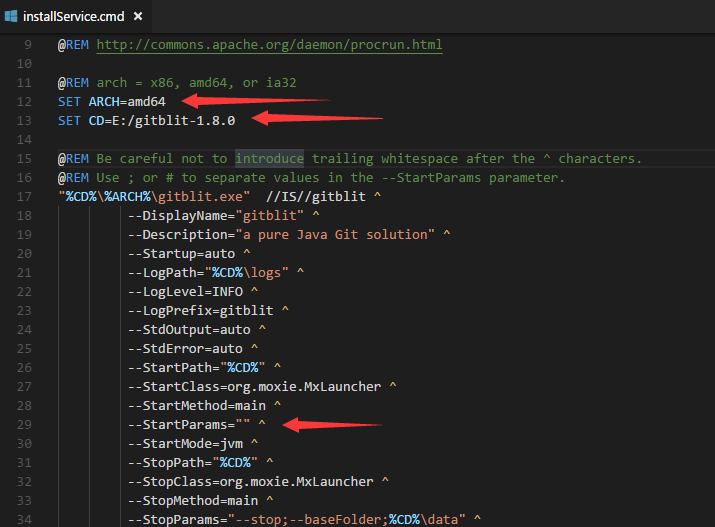 installService.cmd ×
9 @REM http://commons.apache.org/daemon/procrun.html
10
11 @REM arch = x86, amd64, or ia32
12 SET ARCH=amd64
13 SET CD=E:/gitblit-1.8.0
14
15 @REM Be careful not to introduce trailing whitespace after the ^ characters.
16 @REM Use ; or # to separate values in the --StartParams parameter.
17 "%CD%\%ARCH%\gitblit.exe"  //IS//gitblit ^
18 --DisplayName="gitblit" ^
19 --Description="a pure Java Git solution" ^
20 --Startup=auto ^
21 --LogPath="%CD%\logs" ^
22 --LogLevel=INFO ^
23 --LogPrefix=gitblit ^
24 --StdOutput=auto ^
25 --StdError=auto ^
26 --StartPath="%CD%" ^
27 --StartClass=org.moxie.MxLauncher ^
28 --StartMethod=main ^
29 --StartParams="" ^
30 --StartMode=jvm ^
31 --StopPath="%CD%" ^
32 --StopClass=org.moxie.MxLauncher ^
33 --StopMethod=main ^
34 --StopParams="--stop;--baseFolder;%CD%\data" ^